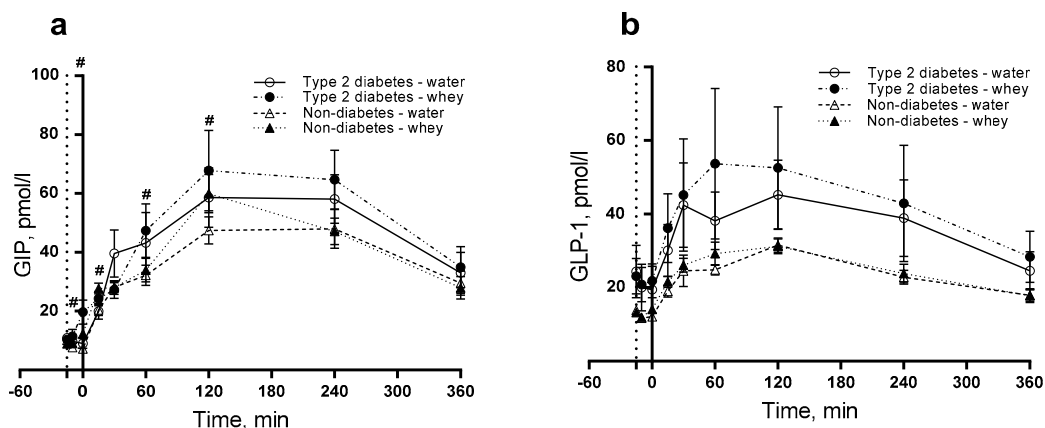 a
#
100
80
60
40
20
GIP, pmol/l
Type 2 diabetes - water
Type 2 diabetes - whey
Non-diabetes - water
Non-diabetes - whey
#
#
#
#
-60 0 60 120 180 240 300 360
Time, min
b
80
60
40
20
GLP-1, pmol/l
Type 2 diabetes - water
Type 2 diabetes - whey
Non-diabetes - water
Non-diabetes - whey
-60 0 60 120 180 240 300 360
Time, min